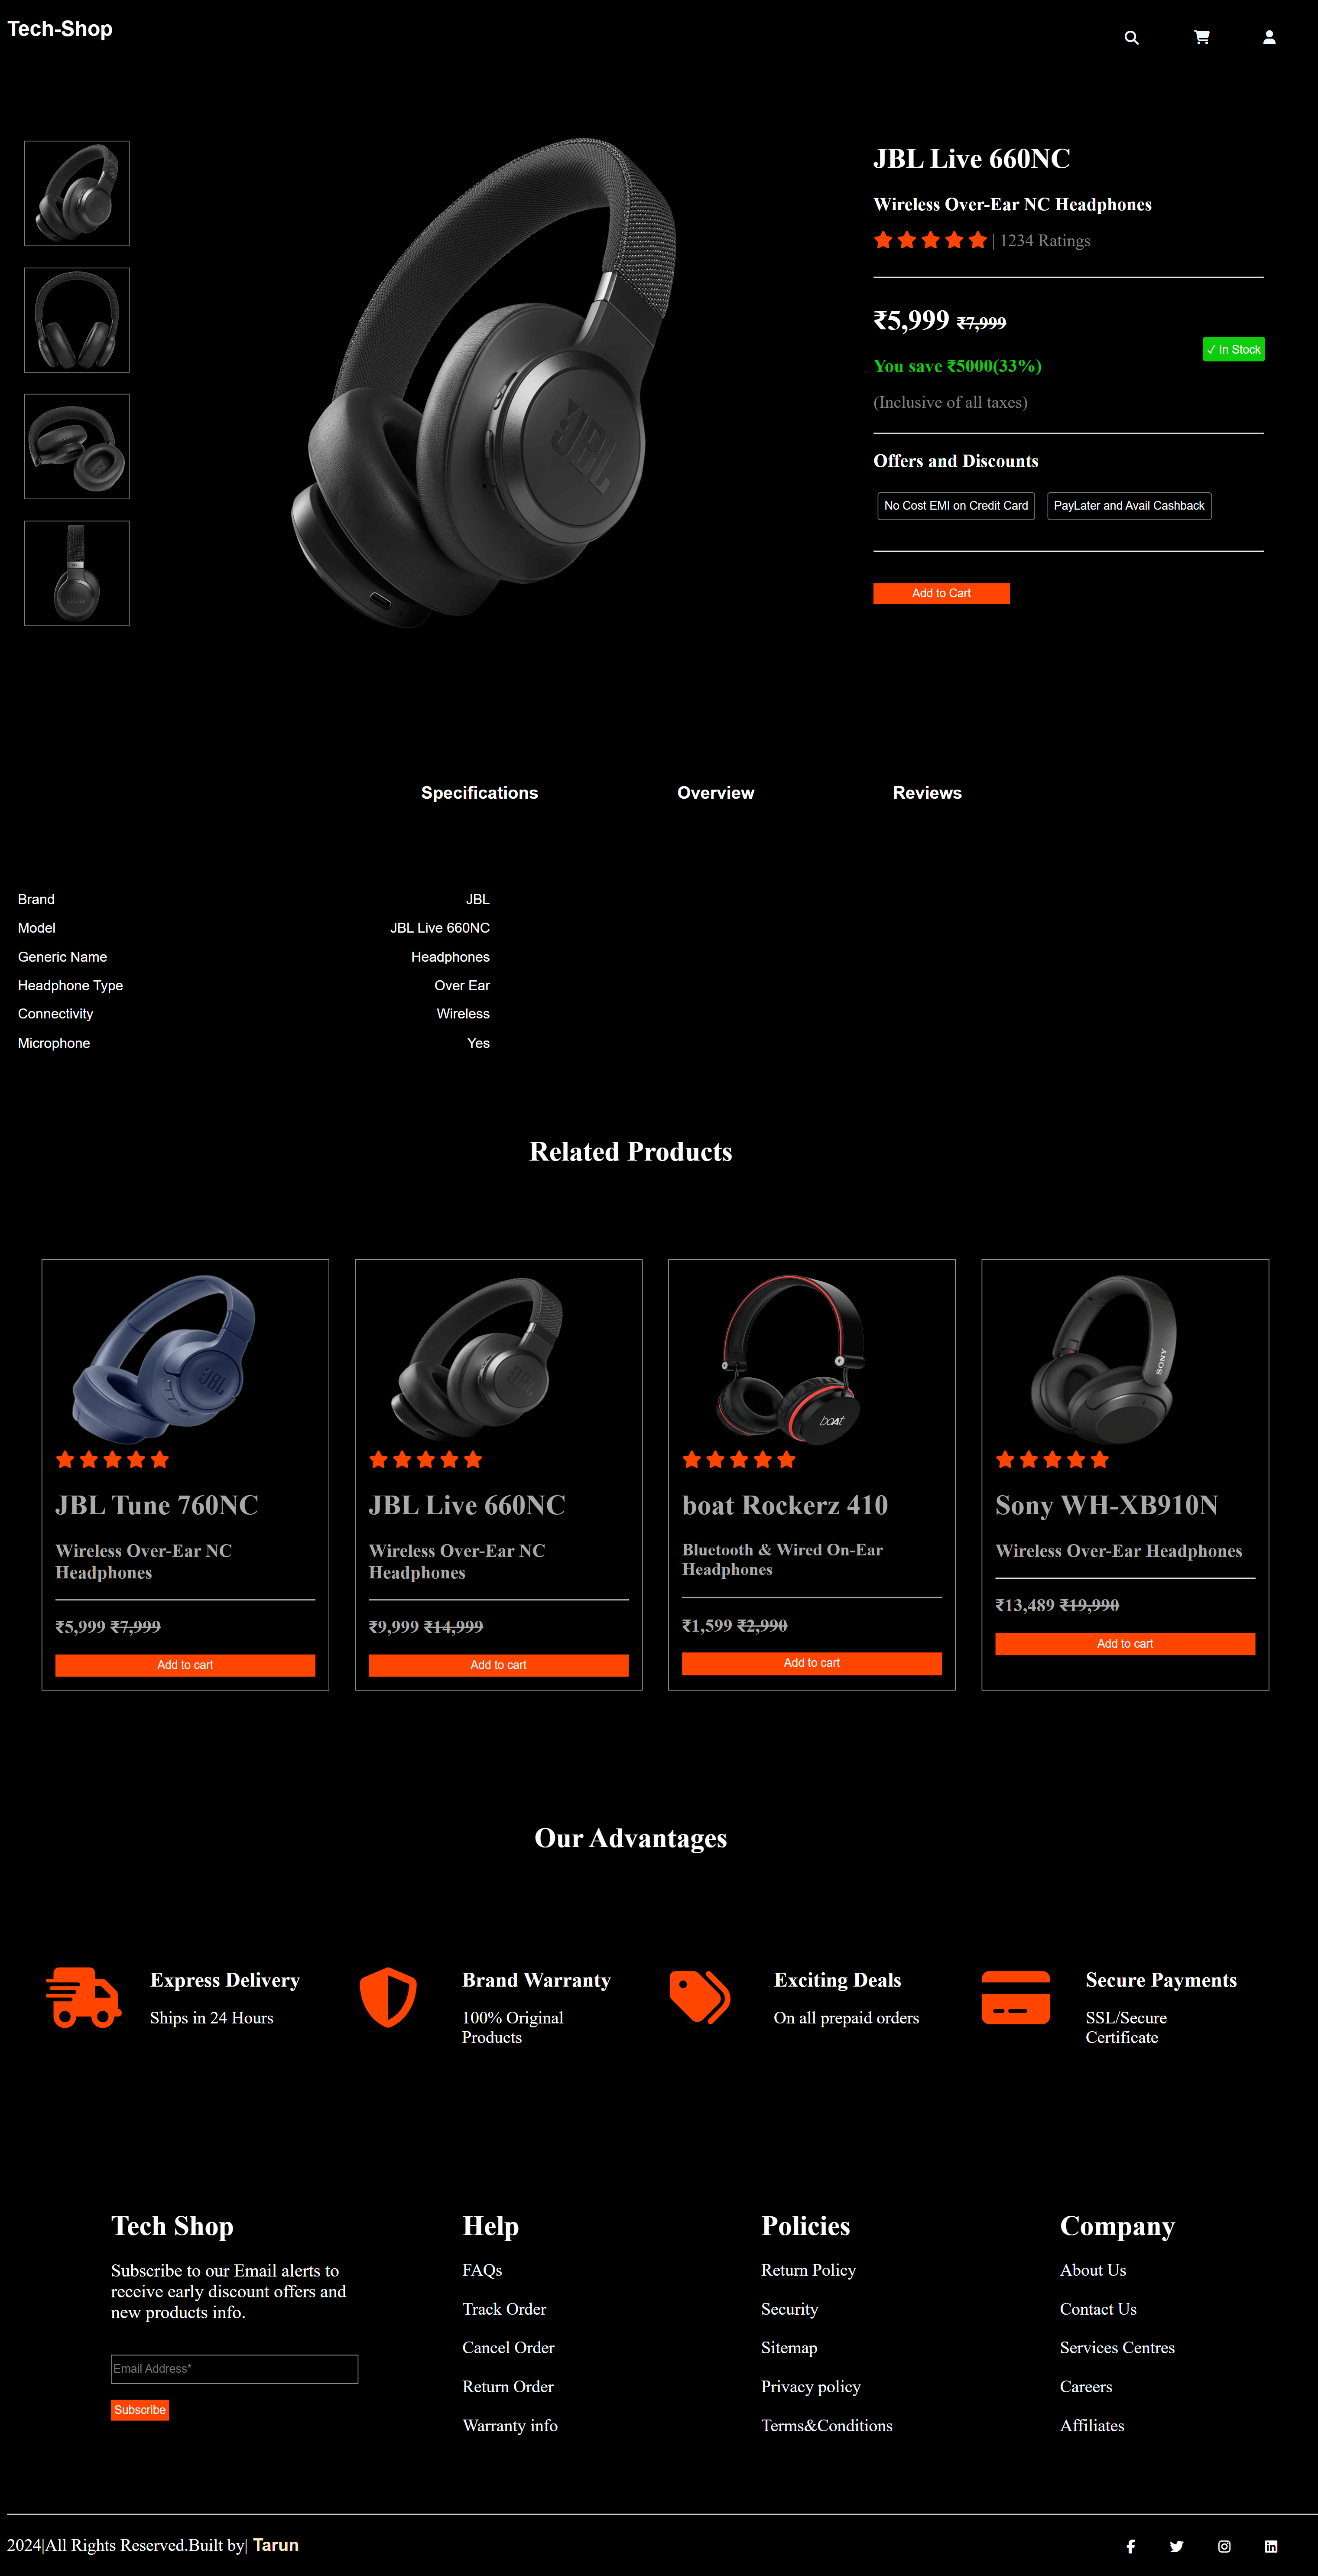 Tech-Shop
JBL Live 660NC
Wireless Over-Ear NC Headphones
| 1234 Ratings
₹5,999 ₹7,999
✓ In Stock
You save ₹5000(33%)
(Inclusive of all taxes)
Offers and Discounts
No Cost EMI on Credit Card
PayLater and Avail Cashback
Add to Cart
JBL
Specifications
Overview
Reviews
Brand JBL
Model JBL Live 660NC
Generic Name Headphones
Headphone Type Over Ear
Connectivity Wireless
Microphone Yes
Related Products
JBL
JBL Tune 760NC
Wireless Over-Ear NC
Headphones
₹5,999 ₹7,999
Add to cart
JBL
JBL Live 660NC
Wireless Over-Ear NC
Headphones
₹9,999 ₹14,999
Add to cart
boAt
boat Rockerz 410
Bluetooth & Wired On-Ear
Headphones
₹1,599 ₹2,990
Add to cart
SONY
Sony WH-XB910N
Wireless Over-Ear Headphones
₹13,489 ₹19,990
Add to cart
Our Advantages
Express Delivery
Ships in 24 Hours
Brand Warranty
100% Original
Products
Exciting Deals
On all prepaid orders
Secure Payments
SSL/Secure
Certificate
Tech Shop
Subscribe to our Email alerts to
receive early discount offers and
new products info.
Email Address*
Subscribe
Help
FAQs
Track Order
Cancel Order
Return Order
Warranty info
Policies
Return Policy
Security
Sitemap
Privacy policy
Terms&Conditions
Company
About Us
Contact Us
Services Centres
Careers
Affiliates
2024|All Rights Reserved.Built by| Tarun